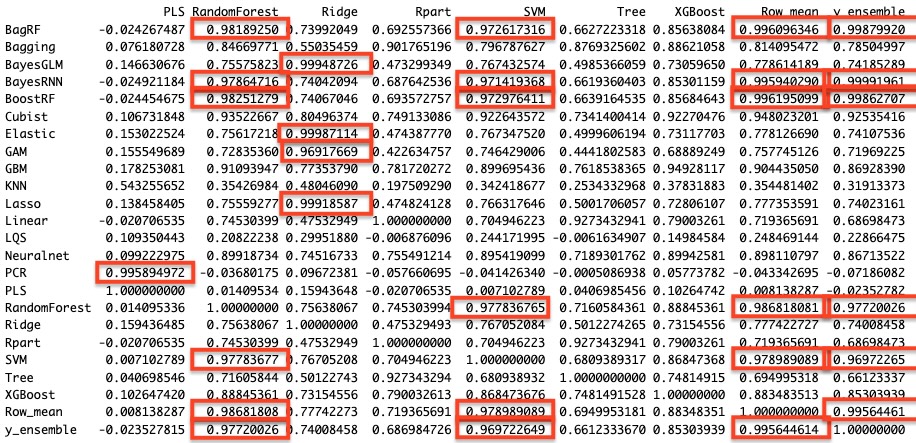 PLS RandomForest Ridge Rpart SVM Tree XGBoost Row_mean y_ensemble
BagRF -0.024267487 0.98189250 0.73992049 0.692557366 0.972617316 0.6627223318 0.85638084 0.996096346 0.99879920
Bagging 0.076180728 0.84669771 0.55035459 0.901765196 0.796787627 0.8769325602 0.88621058 0.814095472 0.78504997
BayesGLM 0.146630676 0.75575823 0.99948726 0.473299349 0.767432574 0.4985366059 0.73059650 0.778614189 0.74185289
BayesRNN -0.024921184 0.97864716 0.74042094 0.687642536 0.971419368 0.6619360403 0.85301159 0.995940290 0.99991961
BoostRF -0.024454675 0.98251279 0.74067046 0.693572757 0.972976411 0.6639164535 0.85684643 0.996195099 0.99862707
Cubist 0.106731848 0.93522667 0.80496374 0.749133086 0.922643572 0.7341400414 0.92270476 0.948023201 0.92535416
Elastic 0.153022524 0.75617218 0.99987114 0.474387770 0.767347520 0.4999606194 0.73117703 0.778126690 0.74107536
GAM 0.155549689 0.72835360 0.96917669 0.422634757 0.746429006 0.4441802583 0.68889249 0.757745126 0.71969225
GBM 0.178253081 0.91093947 0.77353790 0.781720272 0.899695436 0.7618538365 0.94928117 0.904435050 0.86928390
KNN 0.543255652 0.35426984 0.48046090 0.197509290 0.342418677 0.2534332968 0.37831883 0.354481402 0.31913373
Lasso 0.138458405 0.75559277 0.99918587 0.474824128 0.766317646 0.5001706057 0.72806107 0.777353591 0.74023161
Linear -0.020706535 0.74530399 0.47532949 1.000000000 0.704946223 0.9273432941 0.79003261 0.719365691 0.68698473
LQS 0.109350443 0.20822238 0.29951880 -0.006876096 0.244171995 -0.0061634907 0.14984584 0.248469144 0.22866475
Neuralnet 0.099222975 0.89918734 0.74516733 0.755491214 0.895419099 0.7189301762 0.89942581 0.898110797 0.86713522
PCR 0.995894972 -0.03680175 0.09672381 -0.057660695 -0.041426340 -0.0005086938 0.05773782 -0.043342695 -0.07186082
PLS 1.000000000 0.01409534 0.15943648 -0.020706535 0.007102789 0.0406985456 0.10264742 0.008138287 -0.02352782
RandomForest 0.014095336 1.00000000 0.75638067 0.745303994 0.977836765 0.7160584361 0.88845361 0.986818081 0.97720026
Ridge 0.159436485 0.75638067 1.00000000 0.475329493 0.767052084 0.5012274265 0.73154556 0.777422727 0.74008458
Rpart -0.020706535 0.74530399 0.47532949 1.000000000 0.704946223 0.9273432941 0.79003261 0.719365691 0.68698473
SVM 0.007102789 0.97783677 0.76705208 0.704946223 1.000000000 0.6809389317 0.86847368 0.978989089 0.96972265
Tree 0.040698546 0.71605844 0.50122743 0.927343294 0.680938932 1.0000000000 0.74814915 0.694995318 0.66123337
XGBoost 0.102647420 0.88845361 0.73154556 0.790032613 0.868473676 0.7481491528 1.00000000 0.883483513 0.85303939
Row_mean 0.008138287 0.98681808 0.77742273 0.719365691 0.978989089 0.6949953181 0.88348351 1.000000000 0.99564461
y_ensemble -0.023527815 0.97720026 0.74008458 0.686984726 0.969722649 0.6612333670 0.85303939 0.995644614 1.00000000